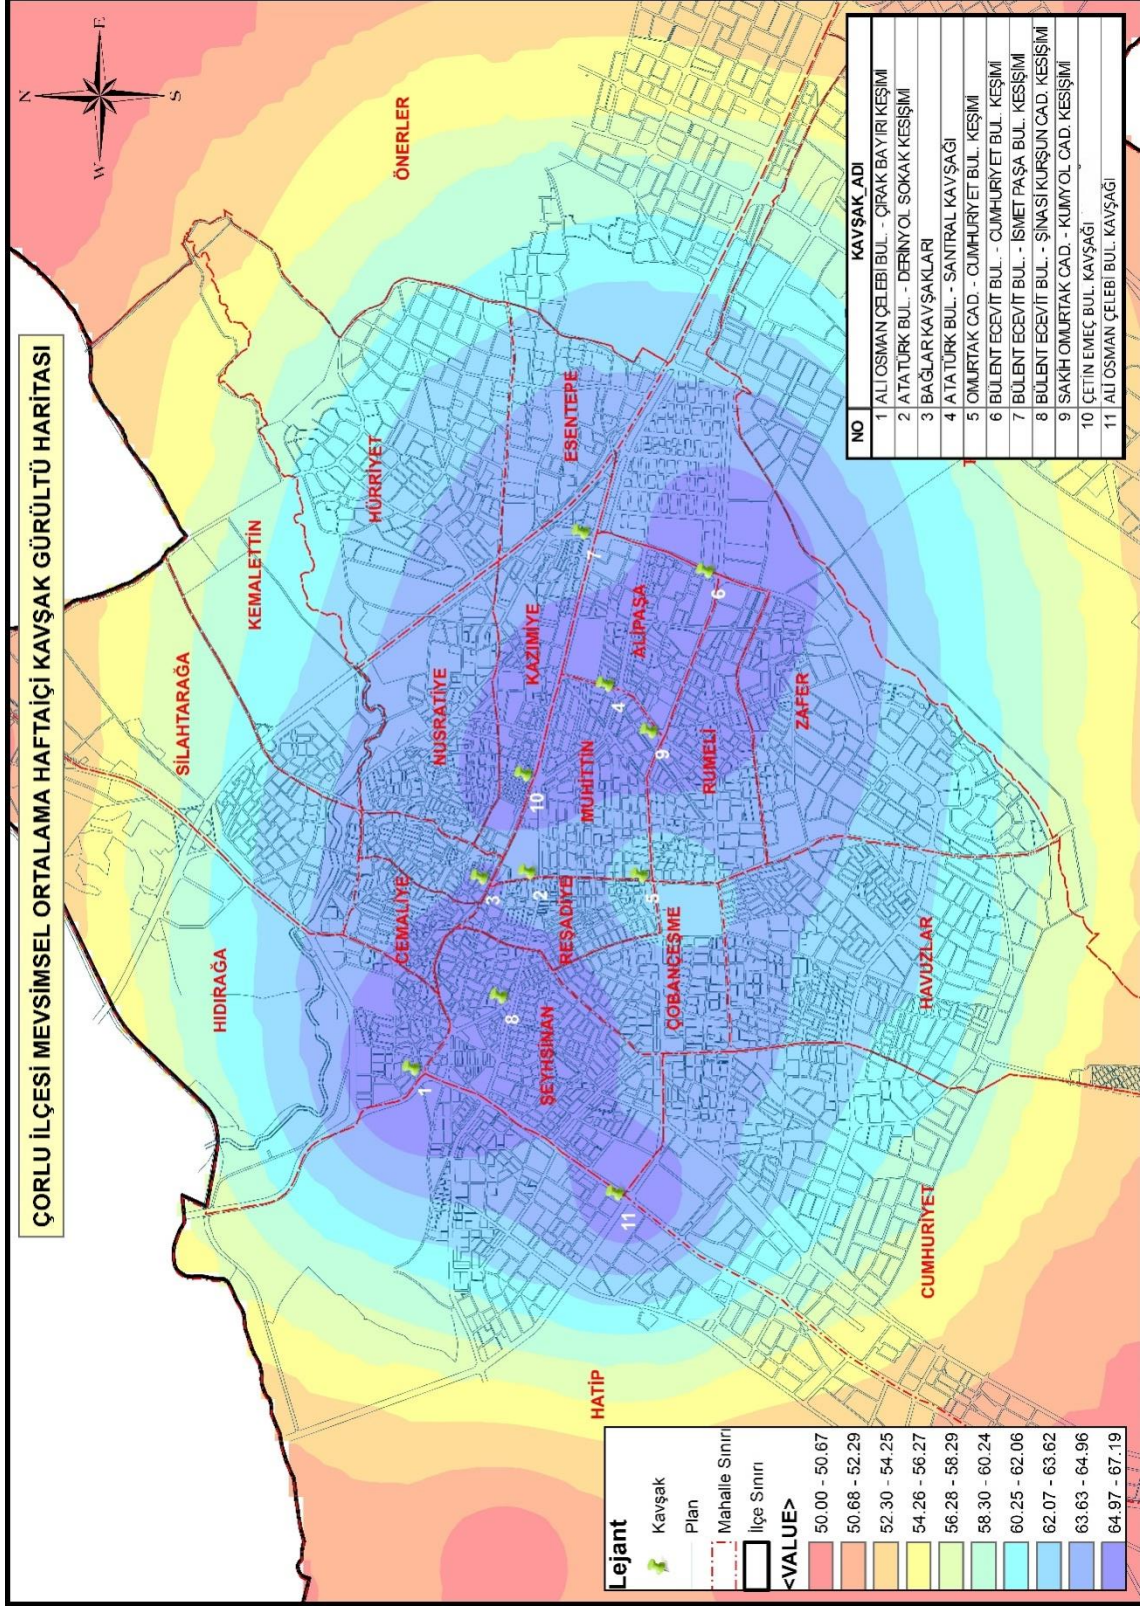 ÇORLU İLÇESİ MEVSİMSEL ORTALAMA HAFTAİÇİ KAVŞAK GÜRÜLTÜ HARİTASI
N
E
W
S
ÖNERLER
KEMALETTİN
SİLAHTARAĞA
HIDIRAĞA
HÜRRİYET
ESENTEPE
NUSRATİYE
KAZIMİYE
CEMALİYE
ALİPAŞA
MUHİTTİN
REŞADİYE
ŞEYHSİNAN
RUMELİ
ZAFER
ÇOBANÇEŞME
HAVUZLAR
CUMHURİYET
HATİP
1
2
3
4
5
6
7
8
9
10
11
Lejant
Kavşak
Plan
Mahalle Sınırı
İlçe Sınırı
<VALUE>
50.00 - 50.67
50.68 - 52.29
52.30 - 54.25
54.26 - 56.27
56.28 - 58.29
58.30 - 60.24
60.25 - 62.06
62.07 - 63.62
63.63 - 64.96
64.97 - 67.19
NO KAVŞAK_ADI
1 ALİ OSMAN ÇELEBİ BUL. - ÇIRAK BAYIRI KEŞİMİ
2 ATATÜRK BUL. - DERİNYOL SOKAK KESİŞİMİ
3 BAĞLAR KAVŞAKLARI
4 ATATÜRK BUL. - SANTRAL KAVŞAĞI
5 OMURTAK CAD. - CUMHURİYET BUL. KEŞİMİ
6 BÜLENT ECEVİT BUL. - CUMHURİYET BUL. KEŞİMİ
7 BÜLENT ECEVİT BUL. - İSMET PAŞA BUL. KESİŞİMİ
8 BÜLENT ECEVİT BUL. - ŞİNASİ KURŞUN CAD. KESİŞİMİ
9 SAKİH OMURTAK CAD. - KUMYOL CAD. KESİŞİMİ
10 ÇETİN EMEÇ BUL. KAVŞAĞI
11 ALİ OSMAN ÇELEBİ BUL. KAVŞAĞI